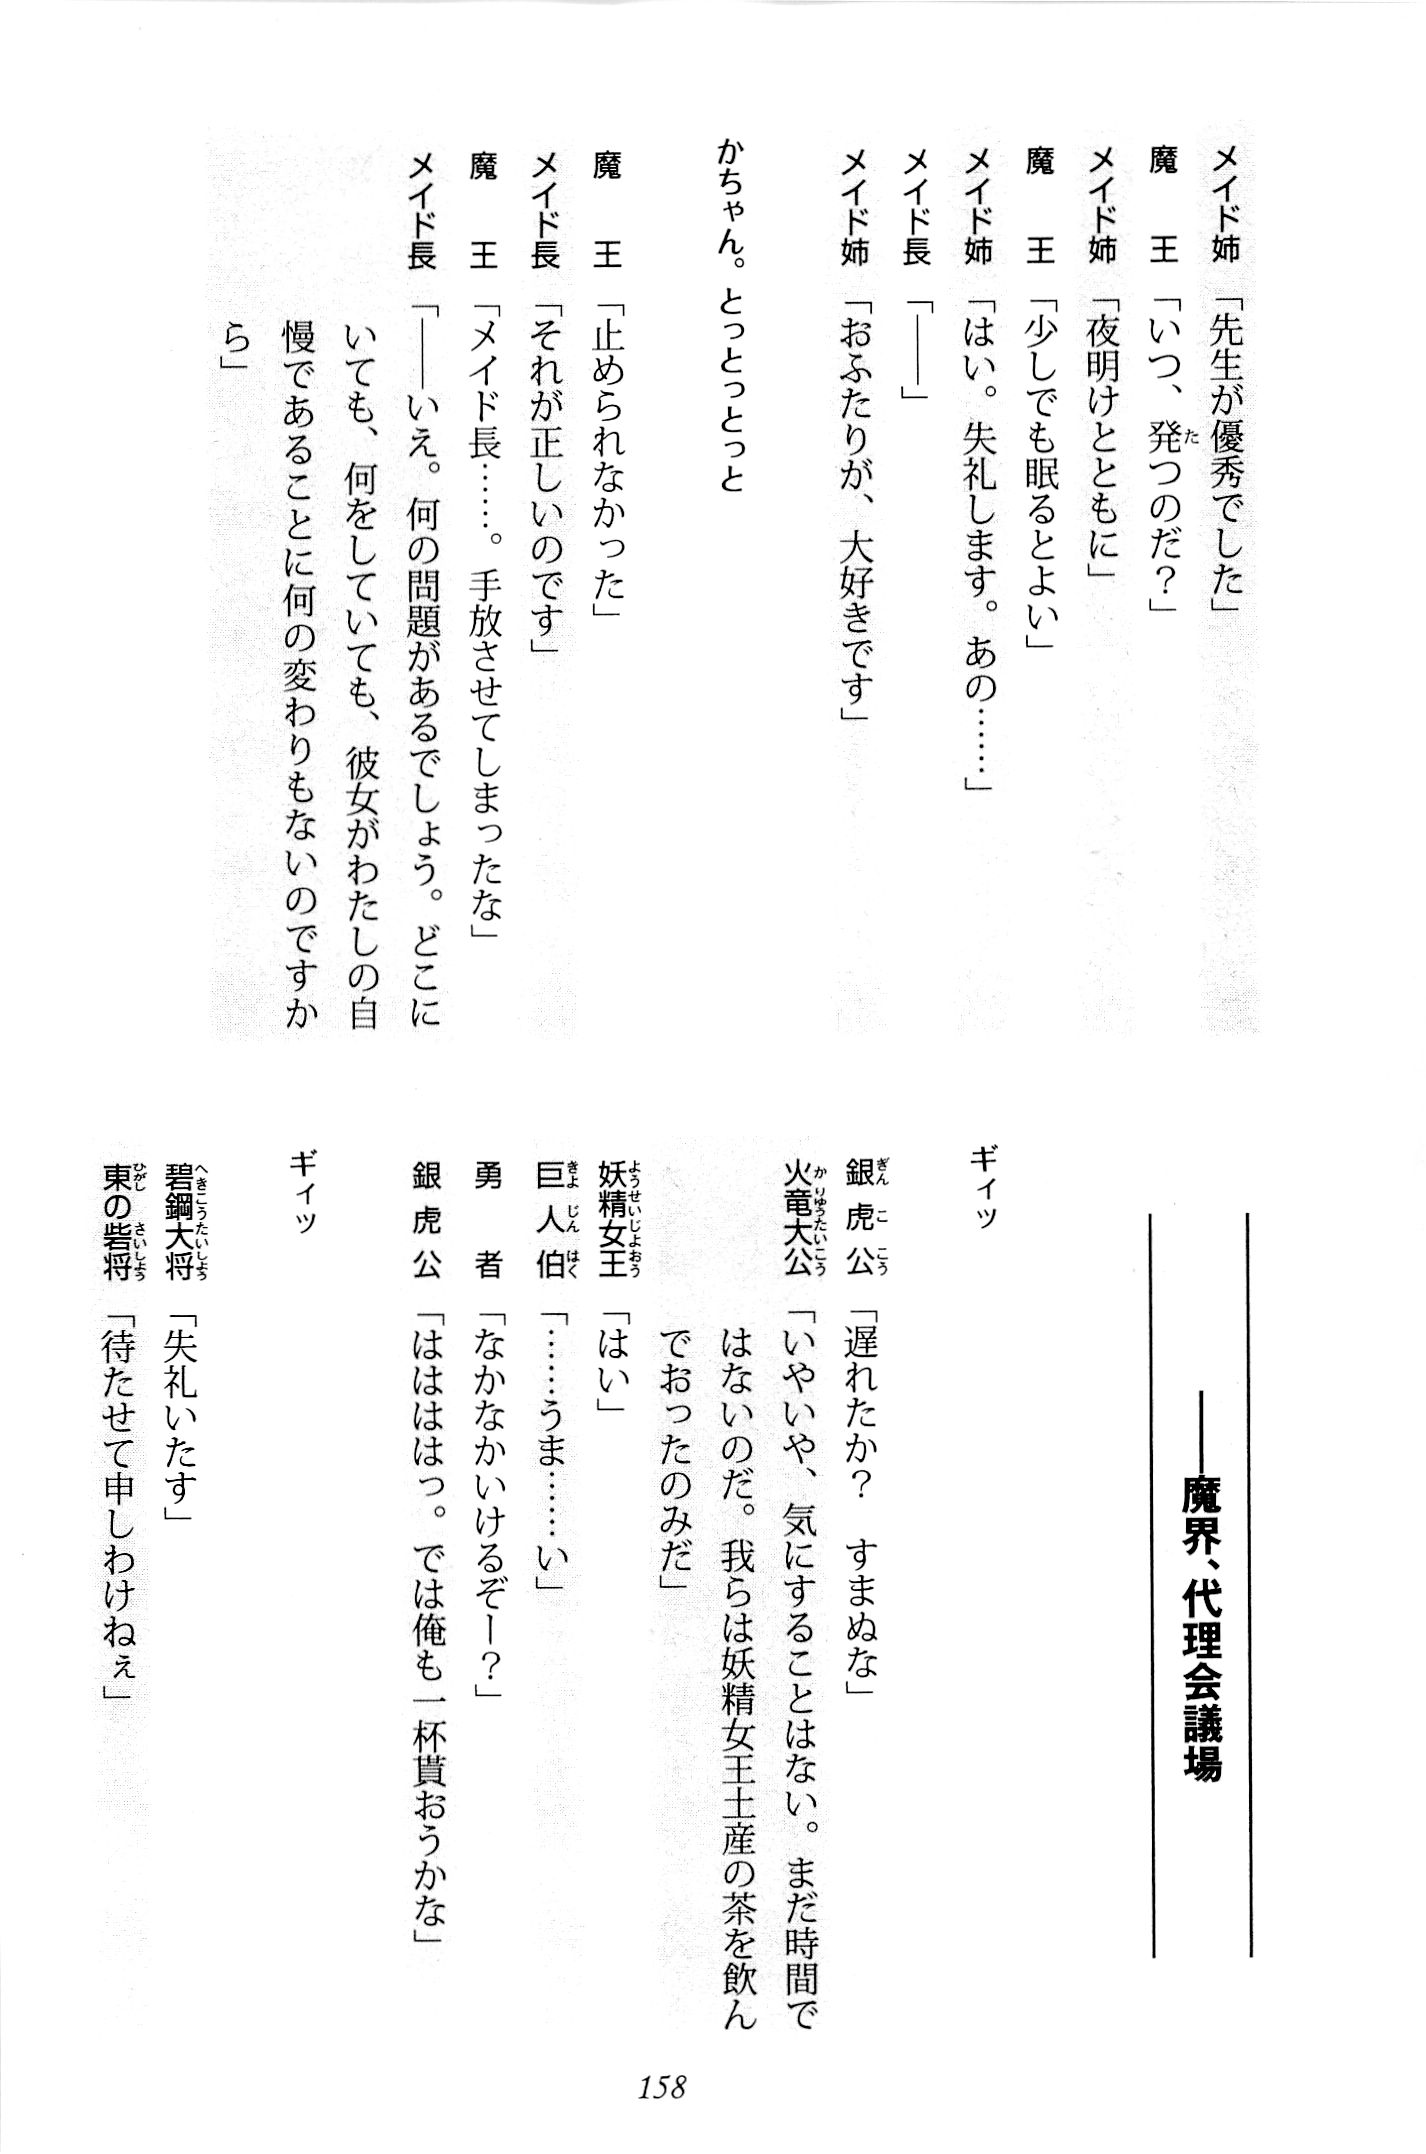 メイド姉「先生が優秀でした」
魔　王「いつ、発つのだ？」
メイド姉「夜明けとともに」
魔　王「少しでも眠るとよい」
メイド姉「はい。失礼します。あの……」
メイド長「――」
メイド姉「おふたりが、大好きです」
かちゃん。とっとっとっと
魔　王「止められなかった」
メイド長「それが正しいのです」
魔　王「メイド長……。手放させてしまったな」
メイド長「――いえ。何の問題があるでしょう。どこに
いても、何をしていても、彼女がわたしの自
慢であることに何の変わりもないのですか
ら」
――魔界、代理会議場
ギィッ
銀虎公「遅れたか？　すまぬな」
火竜大公「いやいや、気にすることはない。まだ時間で
はないのだ。我らは妖精女王土産の茶を飲ん
でおったのみだ」
妖精女王「はい」
巨人伯「……うま……い」
勇　者「なかなかいけるぞー？」
銀虎公「はははっ。では俺も一杯貰おうかな」
ギィッ
碧鋼大将「失礼いたす」
東の砦将「待たせて申しわけねぇ」
158